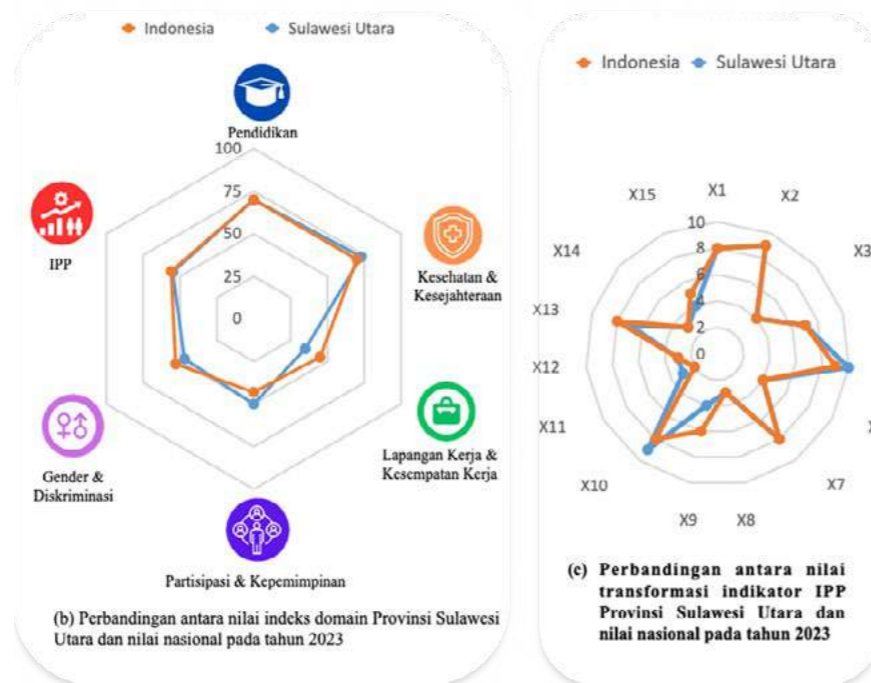 Indonesia Sulawesi Utara
Pendidikan
100
75
50
25
0
IPP
Kesehatan &
Kesejahteraan
Gender &
Diskriminasi
Lapangan Kerja &
Kesempatan Kerja
Partisipasi & Kepemimpinan
(b) Perbandingan antara nilai indeks domain Provinsi Sulawesi
Utara dan nilai nasional pada tahun 2023
Indonesia Sulawesi Utara
X1
X2
X3
X7
X8
X9
X10
X11
X12
X13
X14
X15
10
8
6
4
2
0
(c) Perbandingan antara nilai
transformasi indikator IPP
Provinsi Sulawesi Utara dan
nilai nasional pada tahun 2023